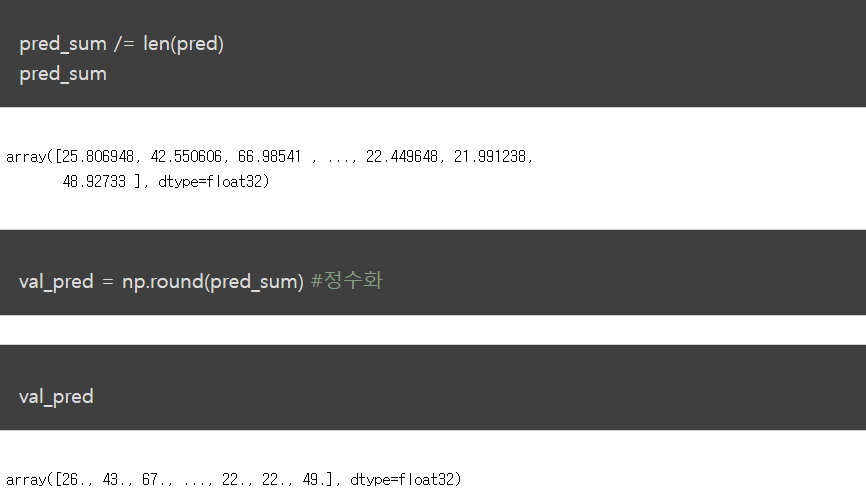 pred_sum /= len(pred)
pred_sum
array([25.806948, 42.550606, 66.98541 , ..., 22.449648, 21.991238,
       48.92733 ], dtype=float32)
val_pred = np.round(pred_sum) #정수화
val_pred
array([26., 43., 67., ..., 22., 22., 49.], dtype=float32)